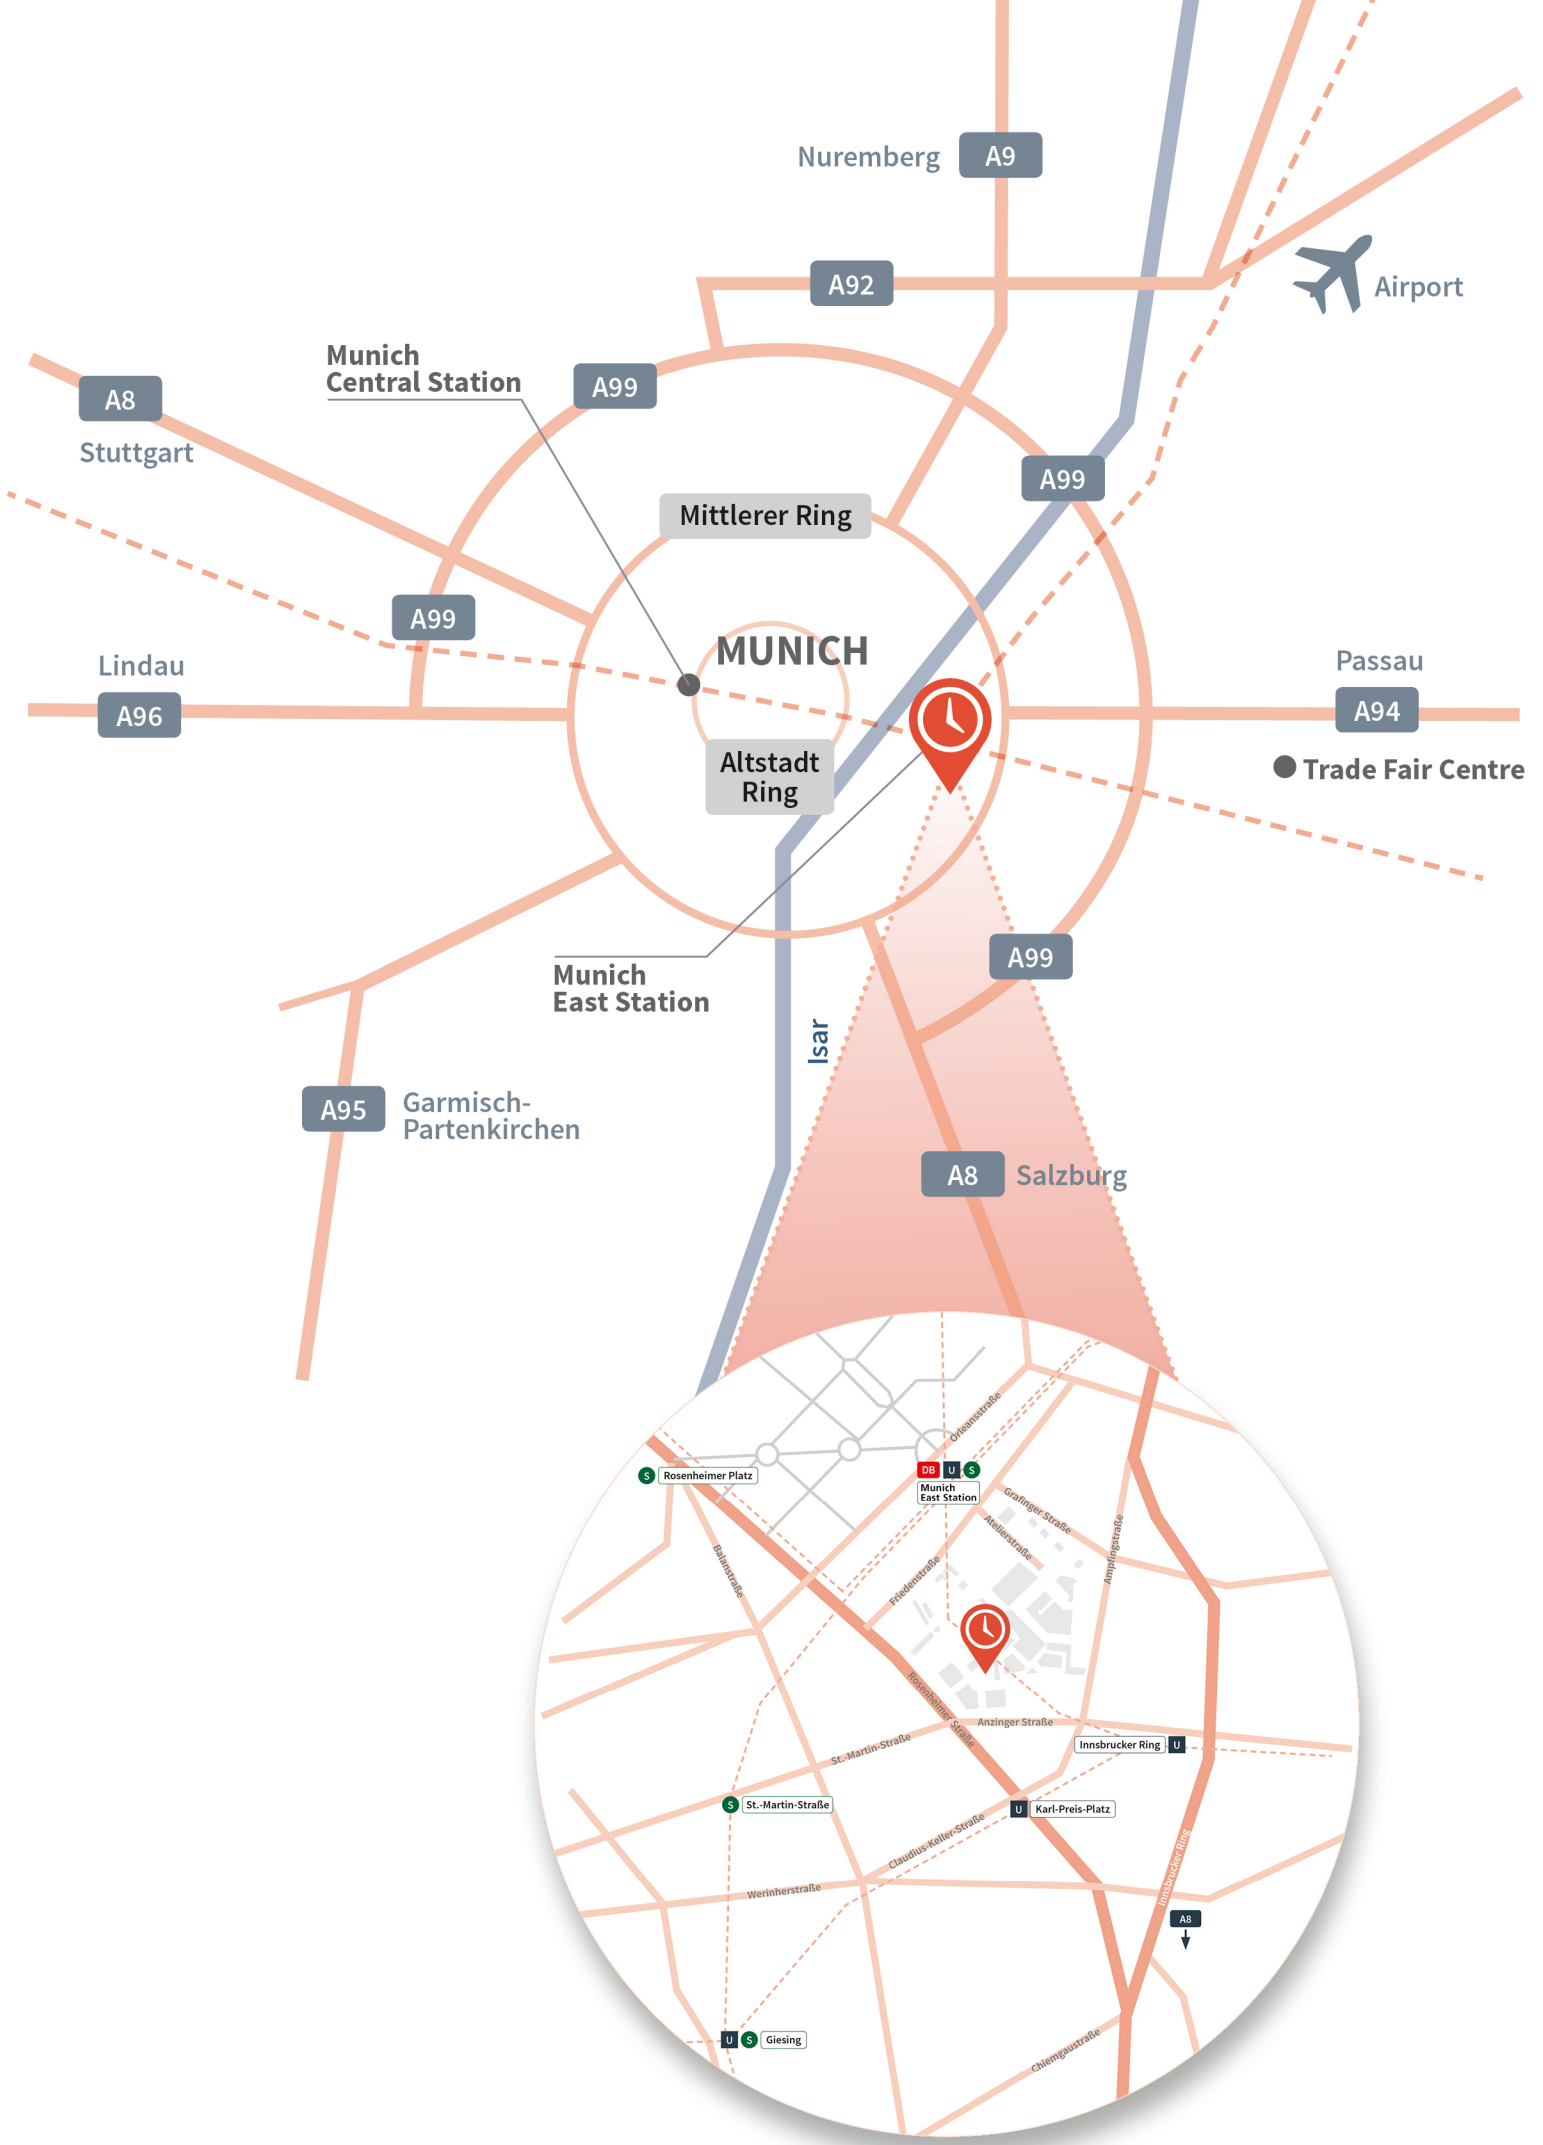 Nuremberg
A9
A92
Airport
Munich
Central Station
A99
A8
Stuttgart
A99
Mittlerer Ring
A99
MUNICH
Lindau
A96
Passau
A94
Altstadt
Ring
Trade Fair Centre
A99
Munich
East Station
Isar
A95
Garmisch-
Partenkirchen
A8
Salzburg
Orleansstraße
S
Rosenheimer Platz
DB
U
S
Munich
East Station
Grafinger Straße
Atelierstraße
Ampfingstraße
Balanstraße
Friedenstraße
Rosenheimer Straße
Anzinger Straße
St.-Martin-Straße
Innsbrucker Ring
U
S
St.-Martin-Straße
U
Karl-Preis-Platz
Claudius-Keller-Straße
Werinherstraße
Innsbrucker Ring
A8
U
S
Giesing
Chiemgaustraße